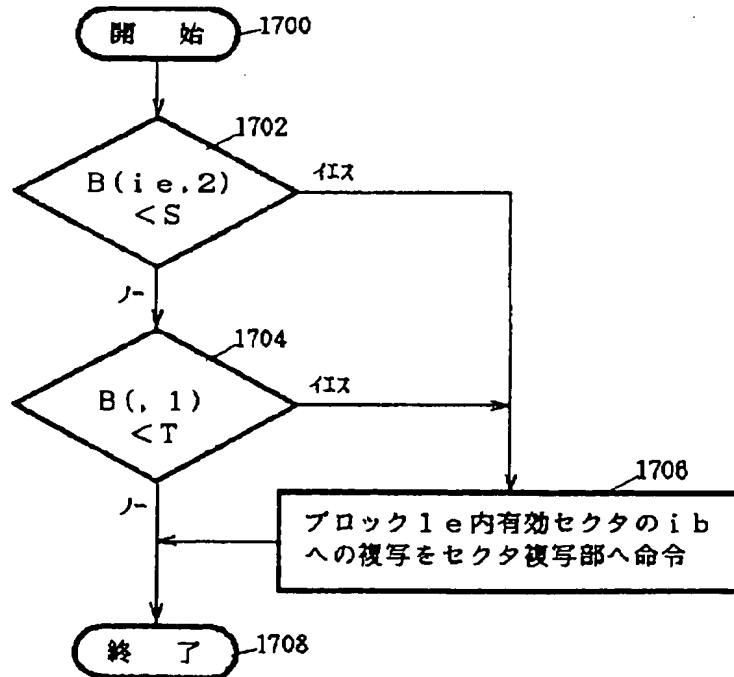 開 始
1700
1702
B(ie,2)
<S
イエス
ノー
1704
B(, 1)
<T
イエス
ノー
1706
ブロックle内有効セクタのib
への複写をセクタ複写部へ命令
終 了
1708